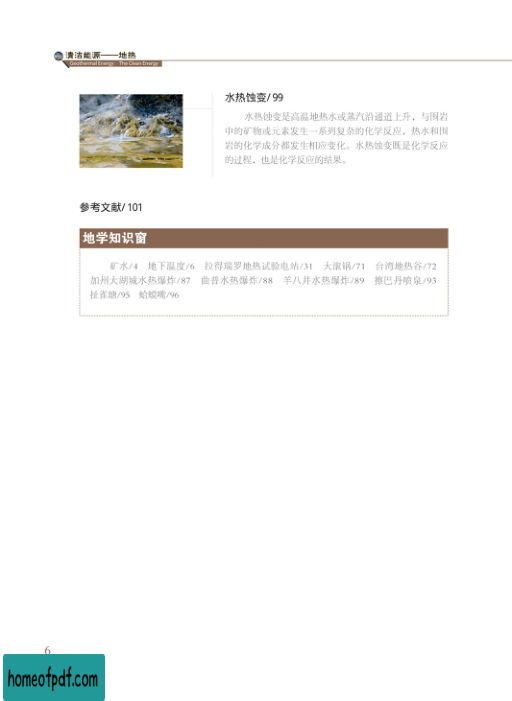 清洁能源——地热
Geothermal Energy: The Clean Energy
水热蚀变/ 99
水热蚀变是高温地热水或蒸汽沿通道上升，与围岩
中的矿物或元素发生一系列复杂的化学反应，热水和围
岩的化学成分都发生相应变化。水热蚀变既是化学反应
的过程，也是化学反应的结果。
参考文献/ 101
地学知识窗
矿水/4 地下温度/6 拉得瑞罗地热试验电站/31 大滚锅/71 台湾地热谷/72
加州大湖城水热爆炸/87 曲普水热爆炸/88 羊八井水热爆炸/89 搭巴丹喷泉/93
扯雀塘/95 蛤蟆嘴/96
6
homeofpdf.com